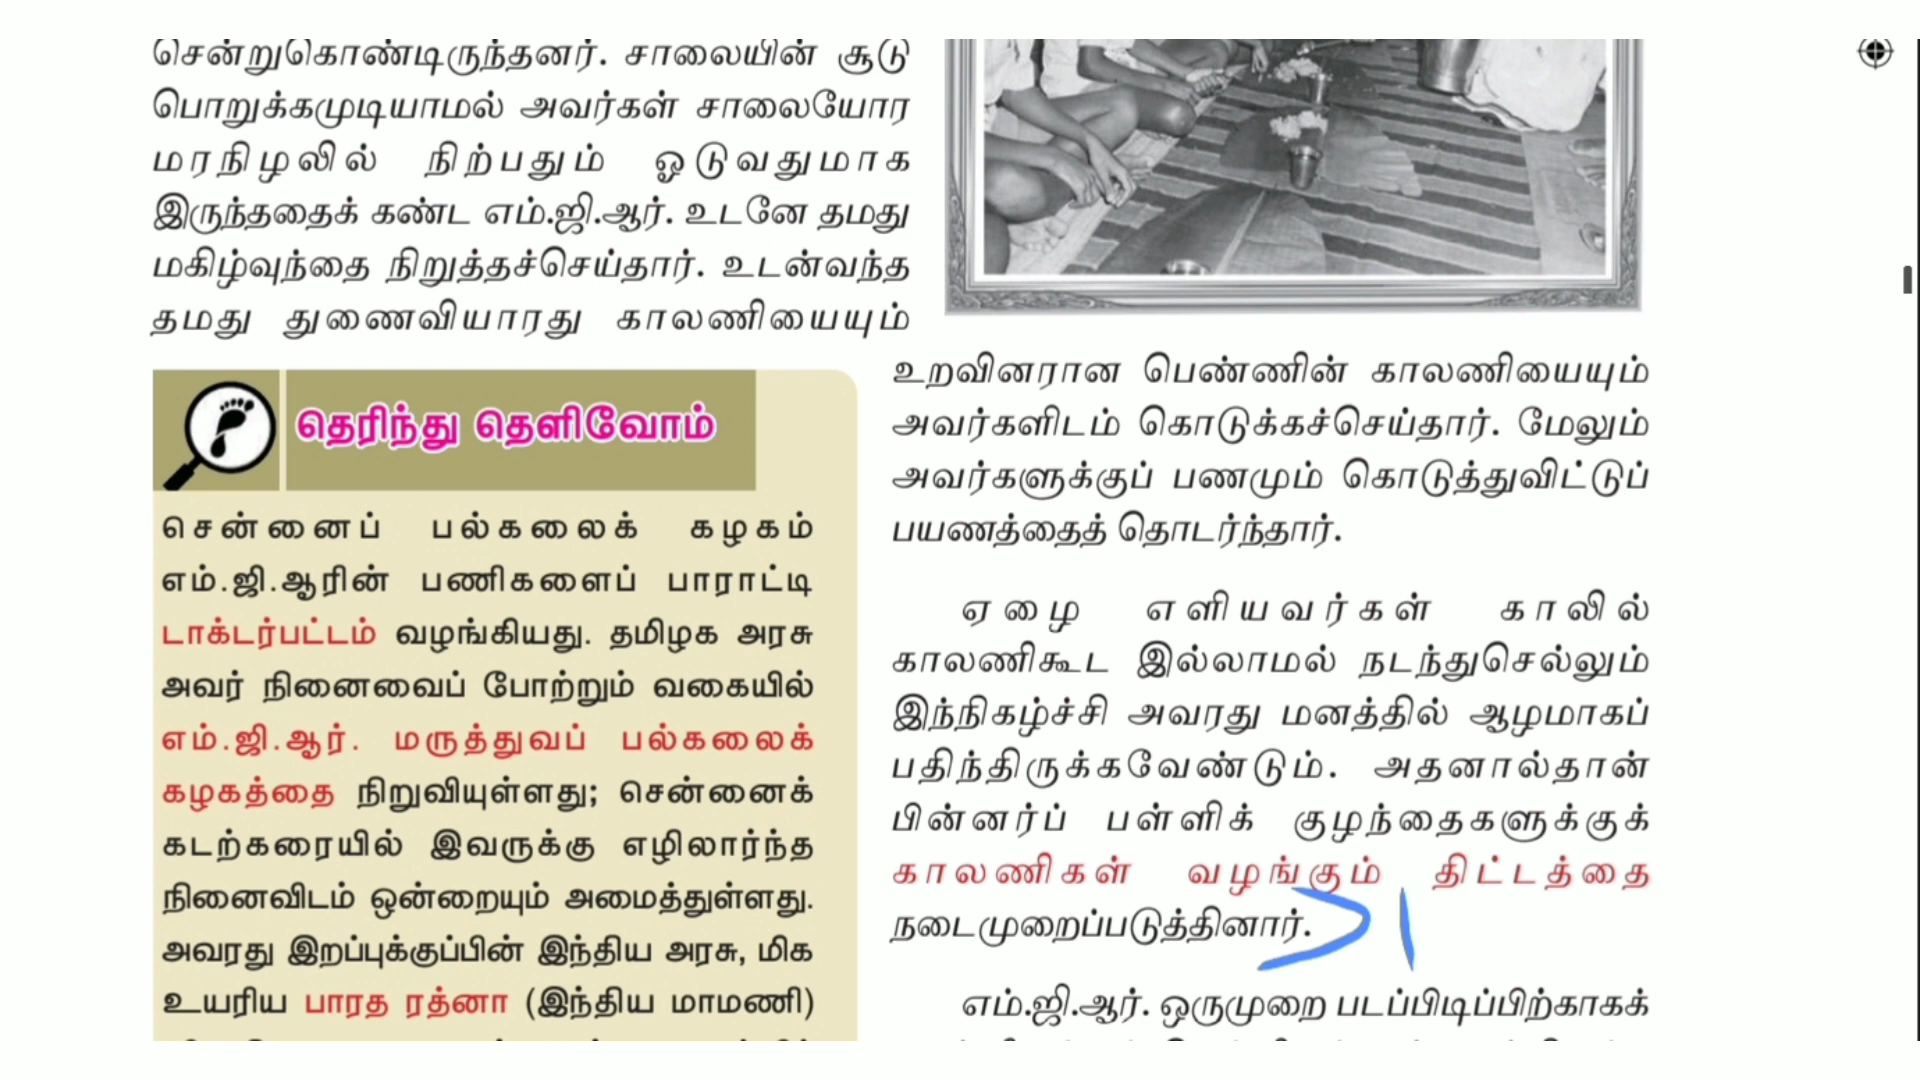 சென்றுகொண்டிருந்தனர். சாலையின் சூடு
பொறுக்கமுடியாமல் அவர்கள் சாலையோர
மரநிழலில் நிற்பதும் ஓடுவதுமாக
இருந்ததைக் கண்ட எம்.ஜி.ஆர். உடனே தமது
மகிழ்வுந்தை நிறுத்தச்செய்தார். உடன்வந்த
தமது துணைவியாரது காலணியையும்
தெரிந்து தெளிவோம்
சென்னைப் பல்கலைக் கழகம்
எம்.ஜி.ஆரின் பணிகளைப் பாராட்டி
டாக்டர்பட்டம் வழங்கியது. தமிழக அரசு
அவர் நினைவைப் போற்றும் வகையில்
எம்.ஜி.ஆர். மருத்துவப் பல்கலைக்
கழகத்தை நிறுவியுள்ளது; சென்னைக்
கடற்கரையில் இவருக்கு எழிலார்ந்த
நினைவிடம் ஒன்றையும் அமைத்துள்ளது.
அவரது இறப்புக்குப்பின் இந்திய அரசு, மிக
உயரிய பாரத ரத்னா (இந்திய மாமணி)
உறவினரான பெண்ணின் காலணியையும்
அவர்களிடம் கொடுக்கச்செய்தார். மேலும்
அவர்களுக்குப் பணமும் கொடுத்துவிட்டுப்
பயணத்தைத் தொடர்ந்தார்.
ஏழை எளியவர்கள் காலில்
காலணிகூட இல்லாமல் நடந்துசெல்லும்
இந்நிகழ்ச்சி அவரது மனத்தில் ஆழமாகப்
பதிந்திருக்கவேண்டும். அதனால்தான்
பின்னர்ப் பள்ளிக் குழந்தைகளுக்குக்
காலணிகள் வழங்கும் திட்டத்தை
நடைமுறைப்படுத்தினார்.
எம்.ஜி.ஆர். ஒருமுறை படப்பிடிப்பிற்காகக்